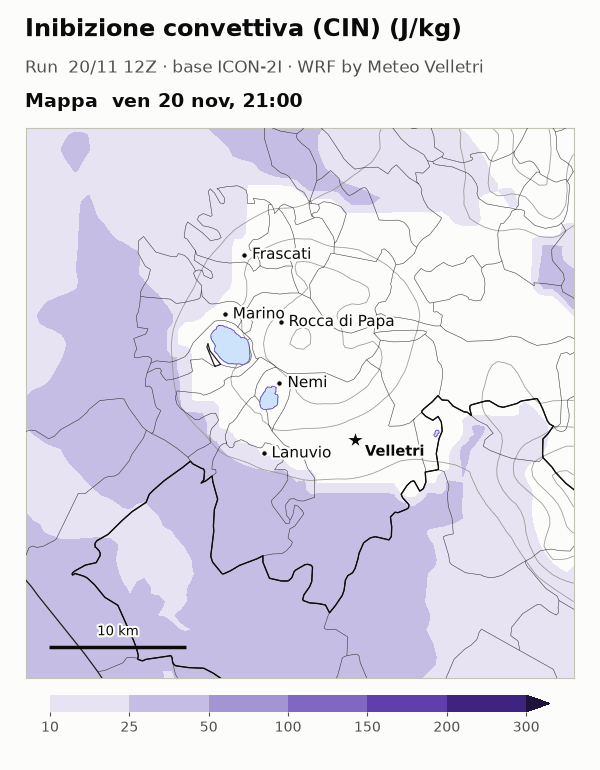 Inibizione convettiva (CIN) (J/kg)
Run  20/11 12Z · base ICON-2I · WRF by Meteo Velletri
Mappa  ven 20 nov, 21:00
Frascati
Marino
Rocca di Papa
Nemi
Velletri
Lanuvio
10 km
10 25 50 100 150 200 300